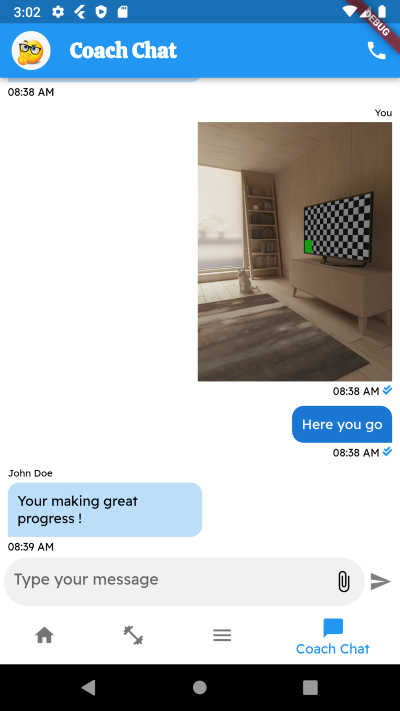 3:02
DEBUG
Coach Chat
08:38 AM
You
08:38 AM
Here you go
08:38 AM
John Doe
Your making great
progress !
08:39 AM
Type your message
Coach Chat